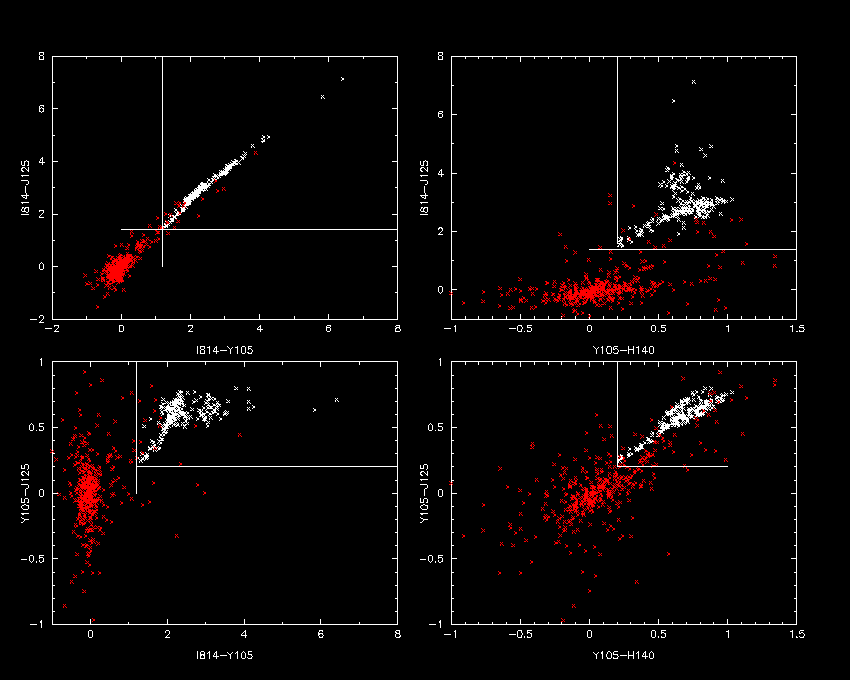 8 8
6 6
I814-J125 4 I814-J125 4
2 2
0 0
-2
-2 0 2 4 6 8 -1 -0.5 0 0.5 1 1.5
I814-Y105 Y105-H140
1 1
0.5 0.5
Y105-J125 0 Y105-J125 0
-0.5 -0.5
-1 -1
0 2 4 6 8 -1 -0.5 0 0.5 1 1.5
I814-Y105 Y105-H140